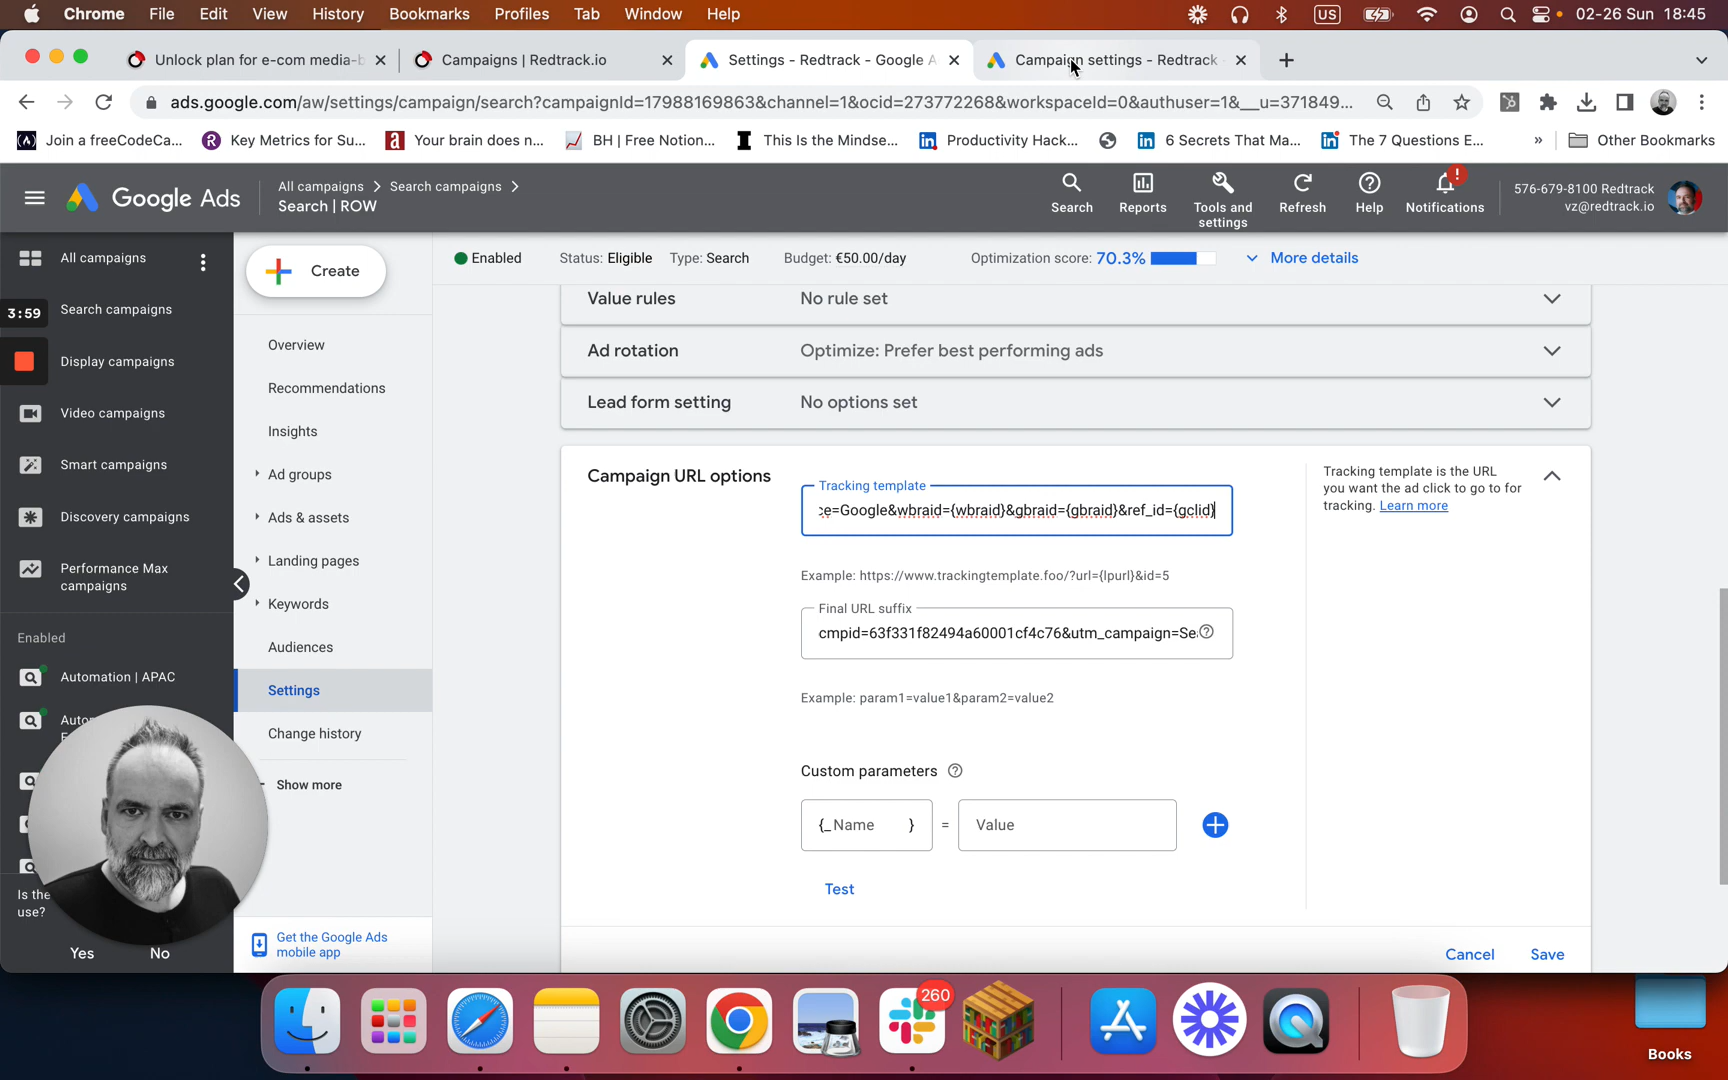 Chrome File Edit View History Bookmarks Profiles Tab Window Help US 02-26 Sun 18:45
Unlock plan for e-com media-b Campaigns | Redtrack.io Settings - Redtrack - Google A Campaign settings - Redtrack
ads.google.com/aw/settings/campaign/search?campaignId=17988169863&channel=1&ocid=273772268&workspaceId=0&authuser=1&__u=371849...
Join a freeCodeCa... Key Metrics for Su... Your brain does n... BH | Free Notion... This Is the Mindse... Productivity Hack... 6 Secrets That Ma... The 7 Questions E... » Other Bookmarks
Google Ads
All campaigns Search campaigns
Search | ROW
Search Reports Tools and settings Refresh Help Notifications !
576-679-8100 Redtrack
vz@redtrack.io
All campaigns
Search campaigns
3:59
Display campaigns
Video campaigns
Smart campaigns
Discovery campaigns
Performance Max
campaigns
Enabled
Automation | APAC
Is the
use?
Yes No
Create
Overview
Recommendations
Insights
Ad groups
Ads & assets
Landing pages
Keywords
Audiences
Settings
Change history
Show more
Get the Google Ads
mobile app
Enabled Status: Eligible Type: Search Budget: €50.00/day Optimization score: 70.3% More details
Value rules No rule set
Ad rotation Optimize: Prefer best performing ads
Lead form setting No options set
Campaign URL options
Tracking template
ce=Google&wbraid={wbraid}&gbraid={gbraid}&ref_id={gclid}
Example: https://www.trackingtemplate.foo/?url={lpurl}&id=5
Final URL suffix
cmpid=63f331f82494a60001cf4c76&utm_campaign=Se
Example: param1=value1&param2=value2
Custom parameters
{_ Name } = Value
Test
Tracking template is the URL
you want the ad click to go to for
tracking. Learn more
Cancel Save
260
Books